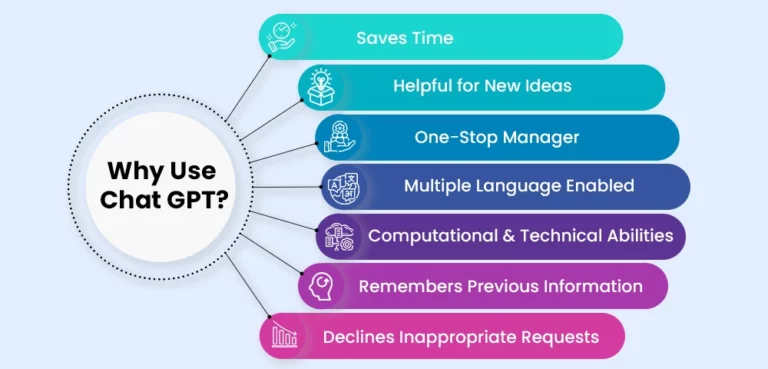 Why Use
Chat GPT?
Saves Time
Helpful for New Ideas
One-Stop Manager
Multiple Language Enabled
Computational & Technical Abilities
Remembers Previous Information
Declines Inappropriate Requests